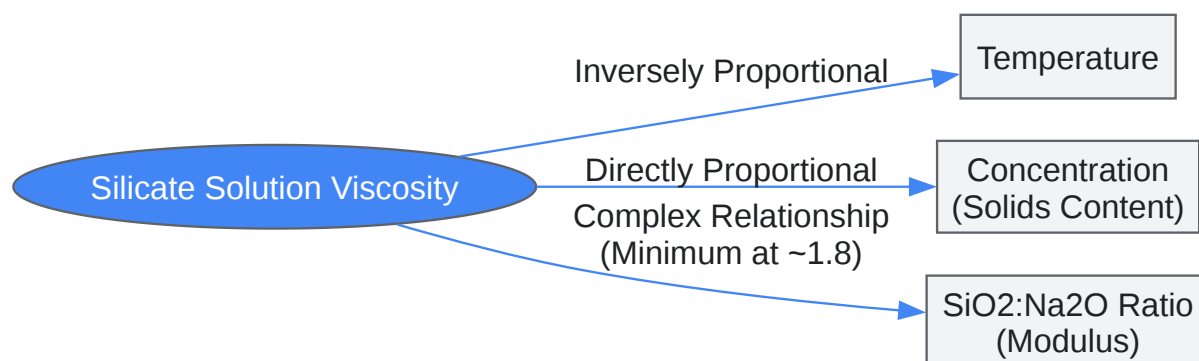 Silicate Solution Viscosity
Inversely Proportional
Temperature
Directly Proportional
Concentration
(Solids Content)
Complex Relationship
(Minimum at ~1.8)
SiO2:Na2O Ratio
(Modulus)